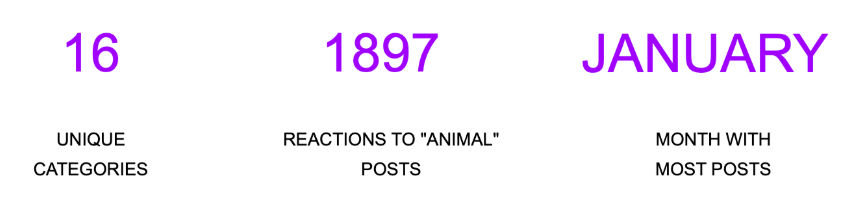 16
UNIQUE
CATEGORIES
1897
REACTIONS TO "ANIMAL"
POSTS
JANUARY
MONTH WITH
MOST POSTS